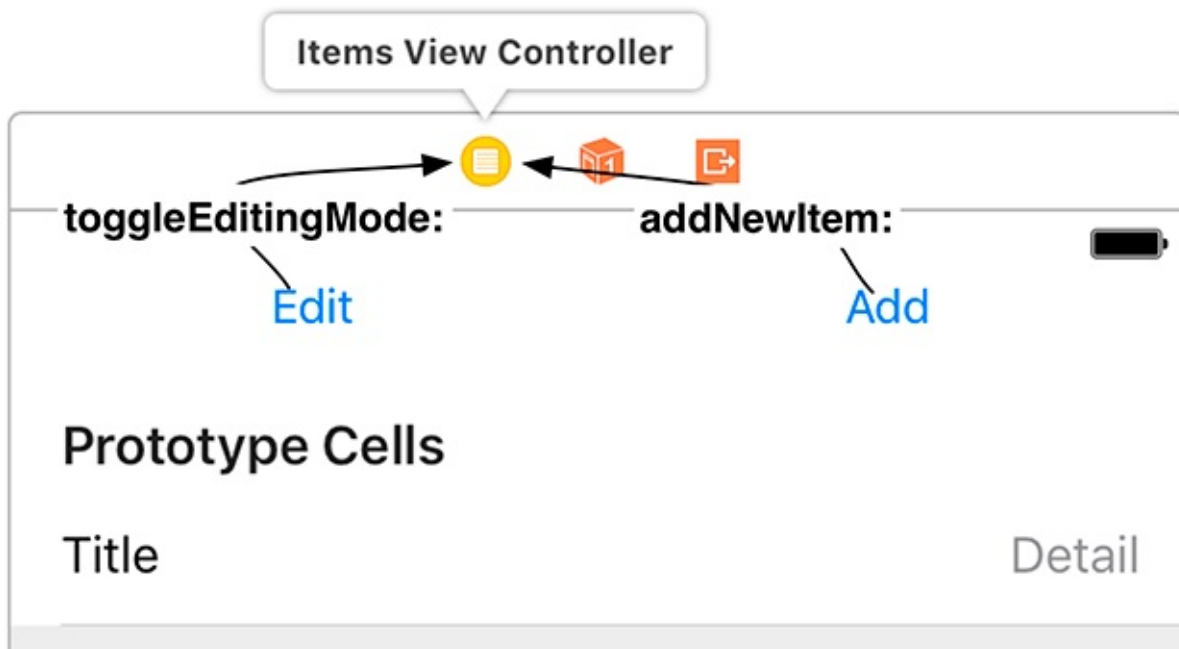 Items View Controller
toggleEditingMode: addNewItem:
Edit Add
Prototype Cells
Title Detail